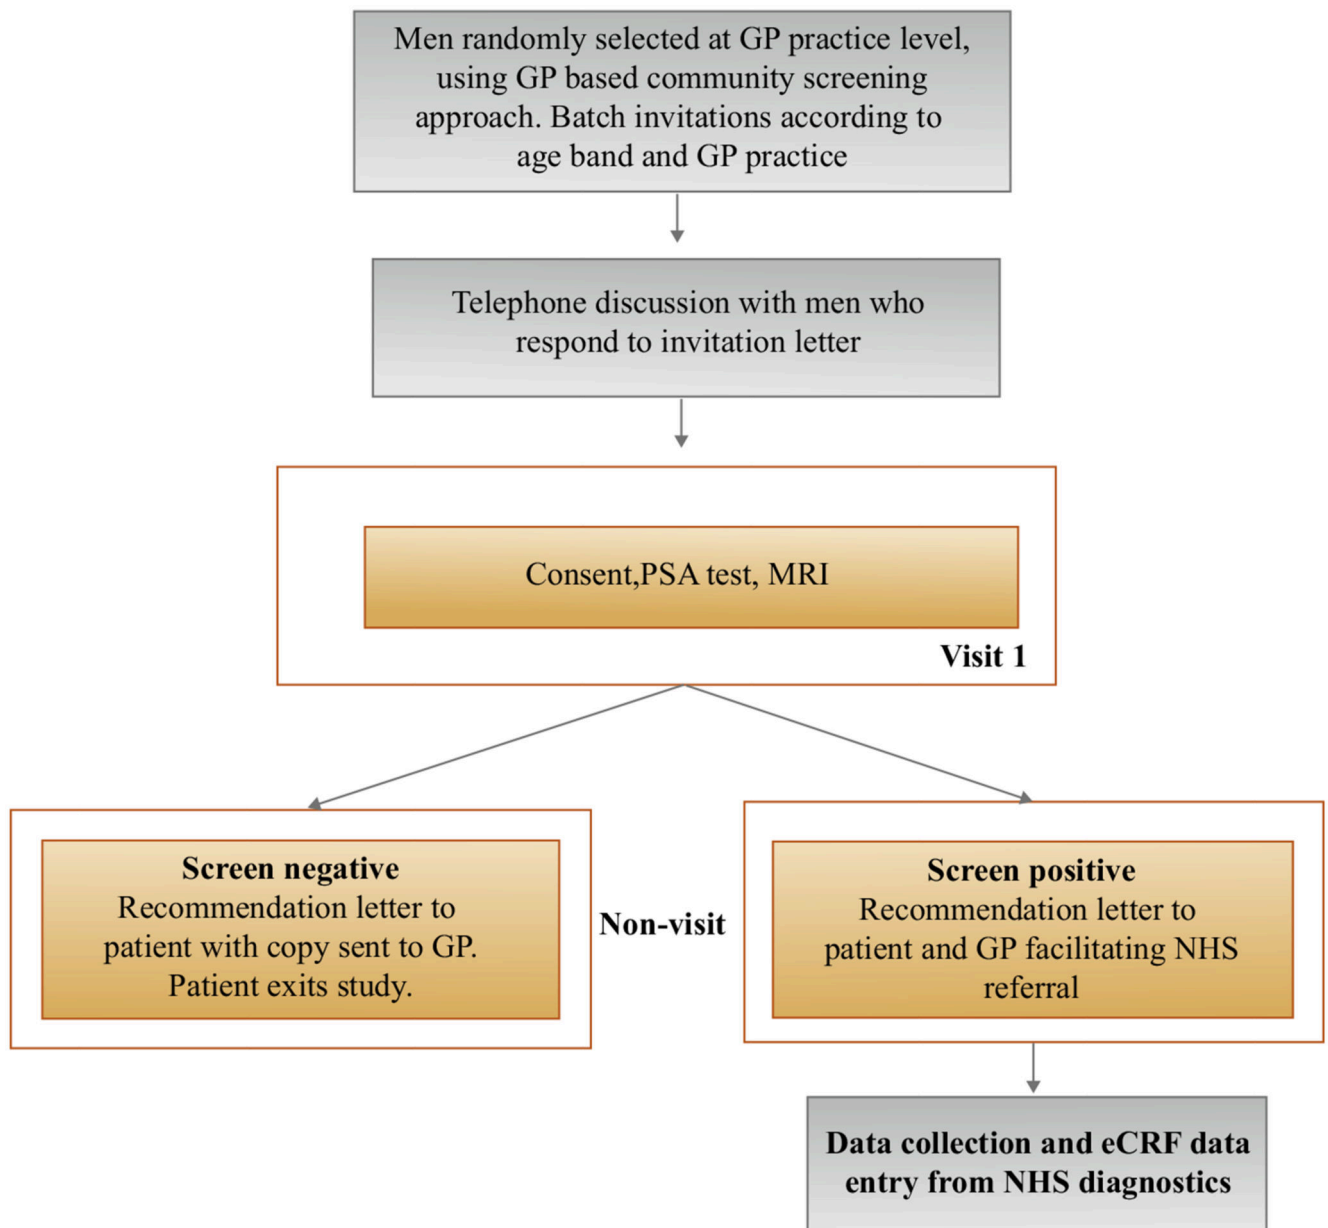 Men randomly selected at GP practice level,
using GP based community screening
approach. Batch invitations according to
age band and GP practice
Telephone discussion with men who
respond to invitation letter
Consent,PSA test, MRI
Visit 1
Screen negative
Recommendation letter to
patient with copy sent to GP.
Patient exits study.
Non-visit
Screen positive
Recommendation letter to
patient and GP facilitating NHS
referral
Data collection and eCRF data
entry from NHS diagnostics